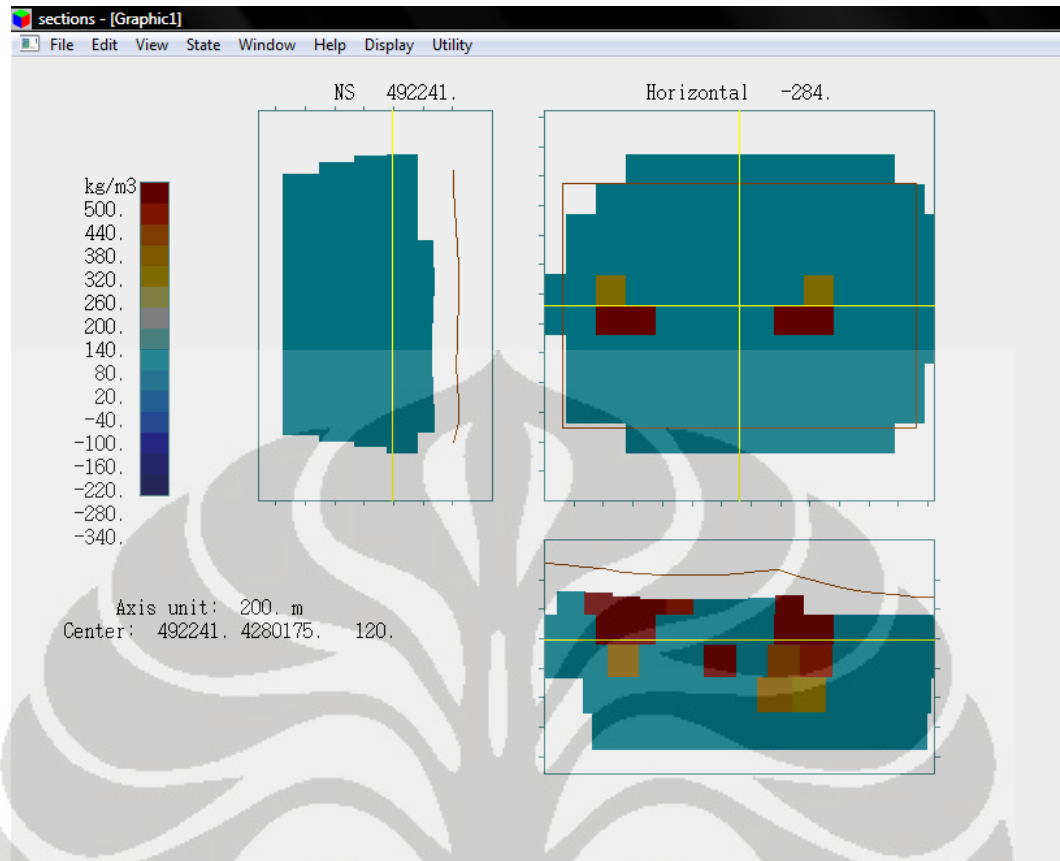 sections - [Graphic1]
File Edit View State Window Help Display Utility
NS 492241.
Horizontal -284.
kg/m3
500.
440.
380.
320.
260.
200.
140.
80.
20.
-40.
-100.
-160.
-220.
-280.
-340.
Axis unit: 200. m
Center: 492241. 4280175. 120.